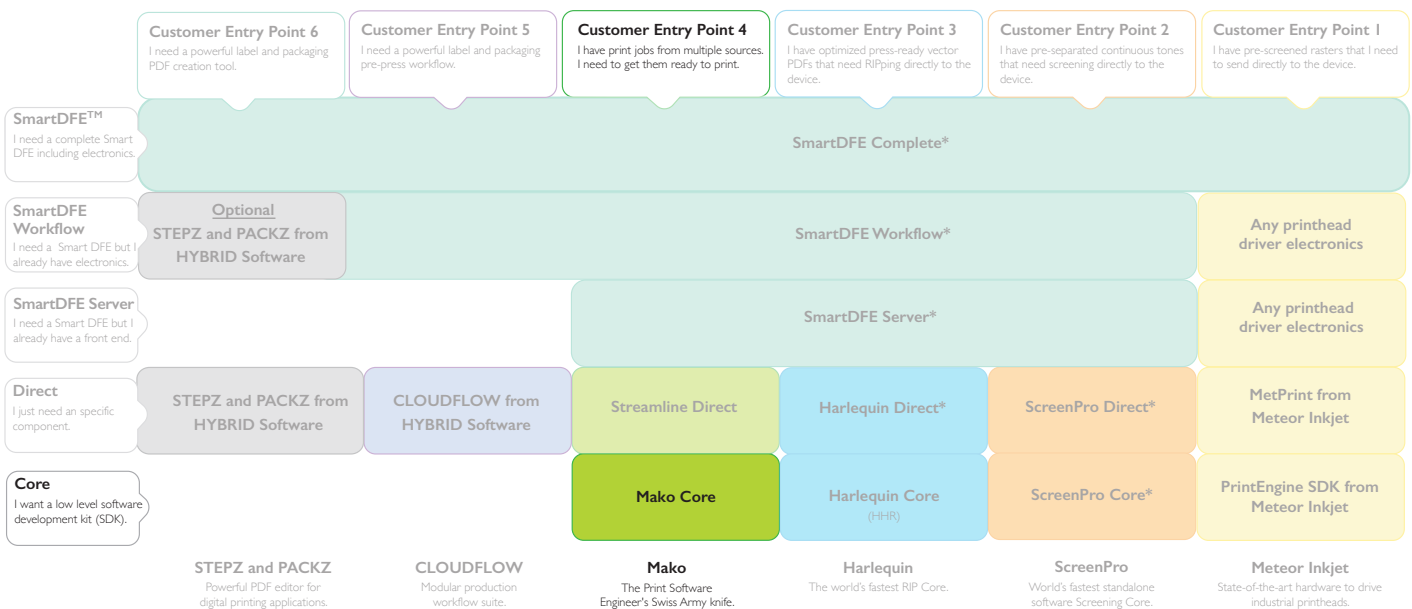 Customer Entry Point 6
I need a powerful label and packaging
PDF creation tool.
Customer Entry Point 5
I need a powerful label and packaging
pre-press workflow.
Customer Entry Point 4
I have print jobs from multiple sources.
I need to get them ready to print.
Customer Entry Point 3
I have optimized press-ready vector
PDFs that need RIPping directly to the
device.
Customer Entry Point 2
I have pre-separated continuous tones
that need screening directly to the
device.
Customer Entry Point 1
I have pre-screened rasters that I need
to send directly to the device.
SmartDFE™
I need a complete Smart
DFE including electronics.
SmartDFE Complete*
SmartDFE
Workflow
I need a Smart DFE but I
already have electronics.
Optional
STEPZ and PACKZ from
HYBRID Software
SmartDFE Workflow*
Any printhead
driver electronics
SmartDFE Server
I need a Smart DFE but I
already have a front end.
SmartDFE Server*
Any printhead
driver electronics
Direct
I just need an specific
component.
STEPZ and PACKZ from
HYBRID Software
CLOUDFLOW from
HYBRID Software
Streamline Direct
Harlequin Direct*
ScreenPro Direct*
MetPrint from
Meteor Inkjet
Core
I want a low level software
development kit (SDK).
Mako Core
Harlequin Core
(HHR)
ScreenPro Core*
PrintEngine SDK from
Meteor Inkjet
STEPZ and PACKZ
Powerful PDF editor for
digital printing applications.
CLOUDFLOW
Modular production
workflow suite.
Mako
The Print Software
Engineer's Swiss Army knife.
Harlequin
The world's fastest RIP Core.
ScreenPro
World's fastest standalone
software Screening Core.
Meteor Inkjet
State-of-the-art hardware to drive
industrial printheads.